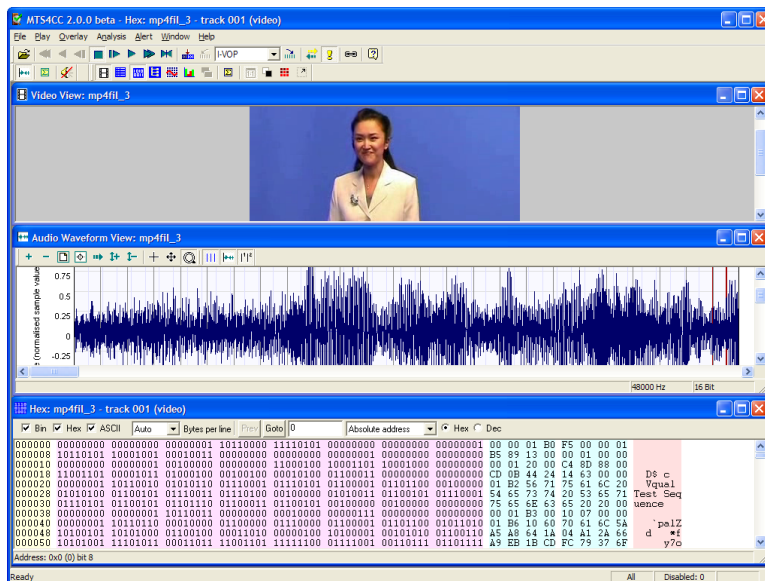 MTS4CC 2.0.0 beta - Hex: mp4fil_3 - track 001 (video)
File Play Overlay Analysis Alert Window Help
I-VOP
Video View: mp4fil_3
Audio Waveform View: mp4fil_3
(normalised sample value
0.75
0.5
0.25
0
-0.25
48000 Hz 16 Bit
Hex: mp4fil_3 - track 001 (video)
Bin Hex ASCII Auto Bytes per line Prev Goto 0 Absolute address Hex Dec
000000 00000000 00000000 00000001 10110000 11110101 00000000 00000000 00000001 00 00 01 B0 F5 00 00 01
000008 10110101 10001001 00010011 00000000 00000000 00000001 00000000 00000000 B5 89 13 00 00 01 00 00
000010 00000000 00000001 00100000 00000000 11000100 10001101 10001000 00000000 00 01 20 00 C4 8D 88 00
000018 11001101 00001011 01000100 00100100 00010100 01100011 00000000 00000000 CD 0B 44 24 14 63 00 00 D$ c
000020 00000001 10110010 01010110 01110001 01110101 01100001 01101100 00100000 01 B2 56 71 75 61 6C 20 Vqual
000028 01010100 01100101 01110011 01110100 00100000 01010011 01100101 01110001 54 65 73 74 20 53 65 71 Test Seq
000030 01110101 01100101 01101110 01100011 01100101 00100000 00100000 00000000 75 65 6E 63 65 20 20 00 uence
000038 00000000 00000001 10110011 00000000 00010000 00000111 00000000 00000000 00 01 B3 00 10 07 00 00
000040 00000001 10110110 00010000 01100000 01110000 01100001 01101100 01011010 01 B6 10 60 70 61 6C 5A `palZ
000048 10100101 10101000 01100100 00011010 00000100 10100001 00101010 01100110 A5 A8 64 1A 04 A1 2A 66 d *f
000050 10101001 11101011 00011011 11001101 11111100 01111001 00110111 01101111 A9 EB 1B CD FC 79 37 6F y7o
Address: 0x0 (0) bit 8
Ready All Disabled: 0